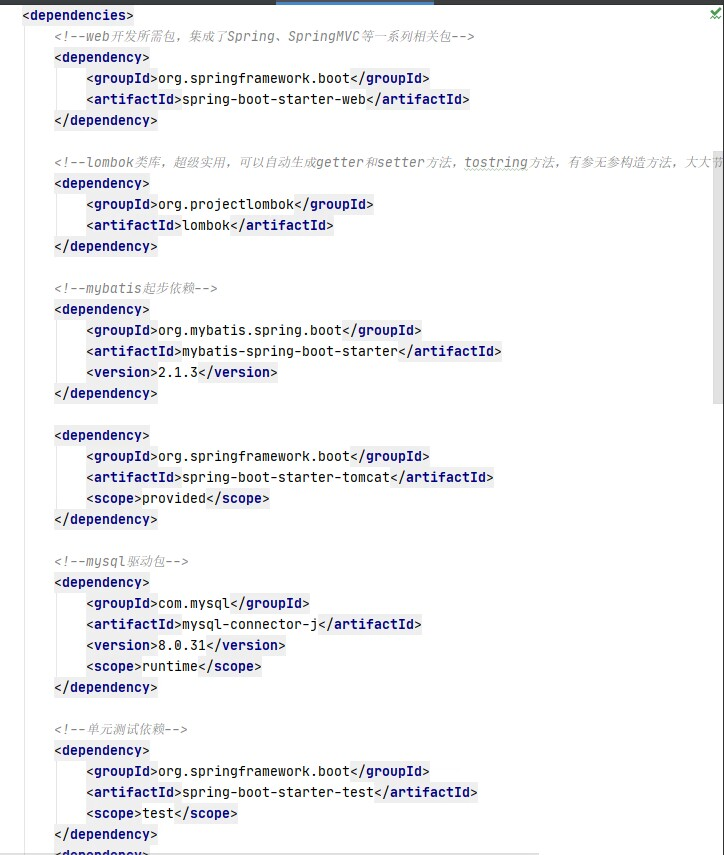 <dependencies>
<!--web开发所需包，集成了Spring、SpringMVC等一系列相关包-->
<dependency>
<groupId>org.springframework.boot</groupId>
<artifactId>spring-boot-starter-web</artifactId>
</dependency>
<!--lombok类库，超级实用，可以自动生成getter和setter方法，tostring方法，有参无参构造方法，大大节
<dependency>
<groupId>org.projectlombok</groupId>
<artifactId>lombok</artifactId>
</dependency>
<!--mybatis起步依赖-->
<dependency>
<groupId>org.mybatis.spring.boot</groupId>
<artifactId>mybatis-spring-boot-starter</artifactId>
<version>2.1.3</version>
</dependency>
<dependency>
<groupId>org.springframework.boot</groupId>
<artifactId>spring-boot-starter-tomcat</artifactId>
<scope>provided</scope>
</dependency>
<!--mysql驱动包-->
<dependency>
<groupId>com.mysql</groupId>
<artifactId>mysql-connector-j</artifactId>
<version>8.0.31</version>
<scope>runtime</scope>
</dependency>
<!--单元测试依赖-->
<dependency>
<groupId>org.springframework.boot</groupId>
<artifactId>spring-boot-starter-test</artifactId>
<scope>test</scope>
</dependency>
<dependency>